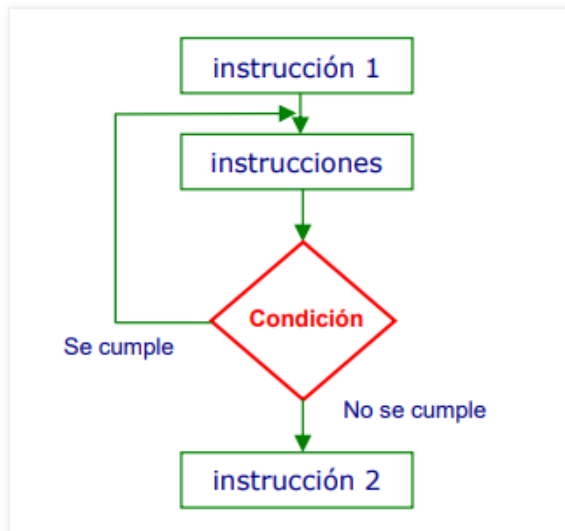 instrucción 1
instrucciones
Condición
Se cumple
No se cumple
instrucción 2